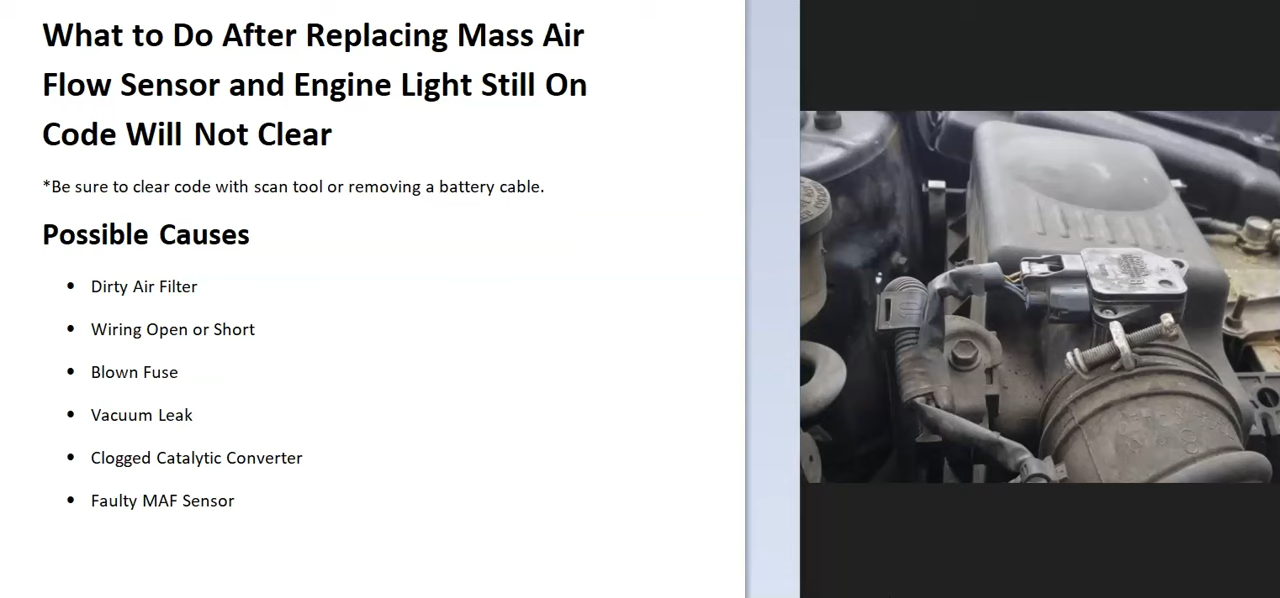 What to Do After Replacing Mass Air
Flow Sensor and Engine Light Still On
Code Will Not Clear
*Be sure to clear code with scan tool or removing a battery cable.
Possible Causes
• Dirty Air Filter
• Wiring Open or Short
• Blown Fuse
• Vacuum Leak
• Clogged Catalytic Converter
• Faulty MAF Sensor